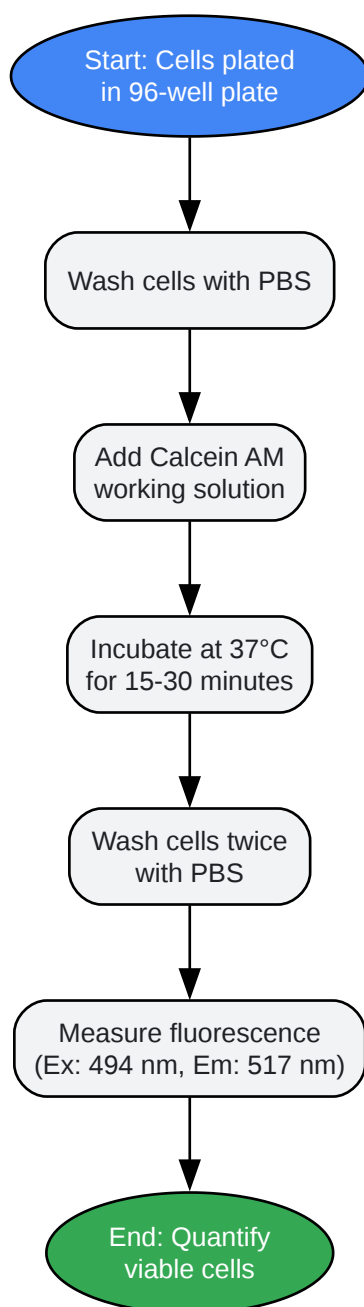 Start: Cells plated
in 96-well plate
Wash cells with PBS
Add Calcein AM
working solution
Incubate at 37°C
for 15-30 minutes
Wash cells twice
with PBS
Measure fluorescence
(Ex: 494 nm, Em: 517 nm)
End: Quantify
viable cells